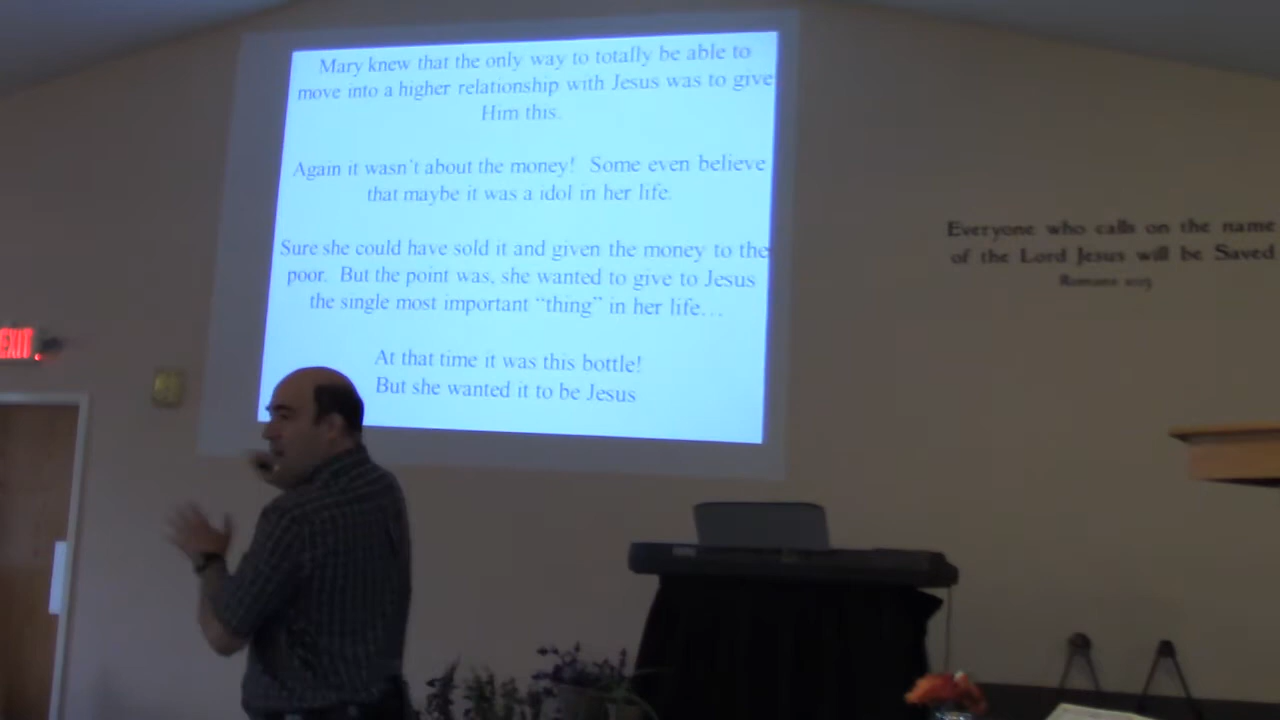 Mary knew that the only way to totally be able to
move into a higher relationship with Jesus was to give
Him this.
Again it wasn't about the money! Some even believe
that maybe it was a idol in her life.
Sure she could have sold it and given the money to the
poor. But the point was, she wanted to give to Jesus
the single most important “thing” in her life…
At that time it was this bottle!
But she wanted it to be Jesus
Everyone who calls on the name
of the Lord Jesus will be Saved
Romans
EXIT